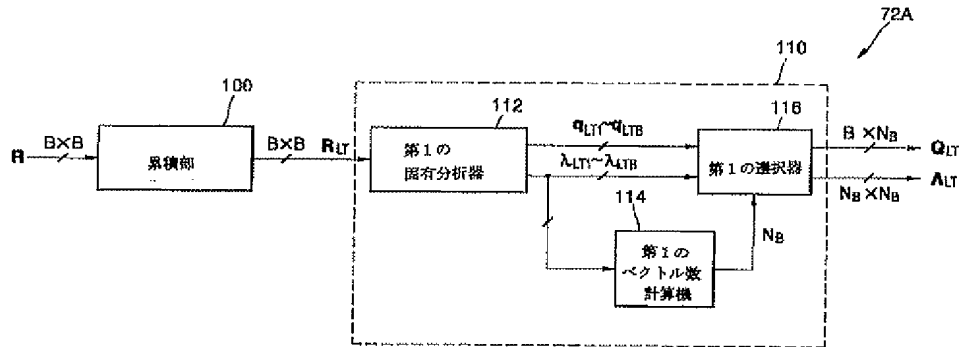 72A
110
100
112
116
R
B×B
累積部
B×B
R_LT
第1の
固有分析器
q_LT1~q_LTB
λ_LT1~λ_LTB
第1の選択器
B×N_B
Q_LT
N_B×N_B
Λ_LT
114
第1の
ベクトル数
計算機
N_B